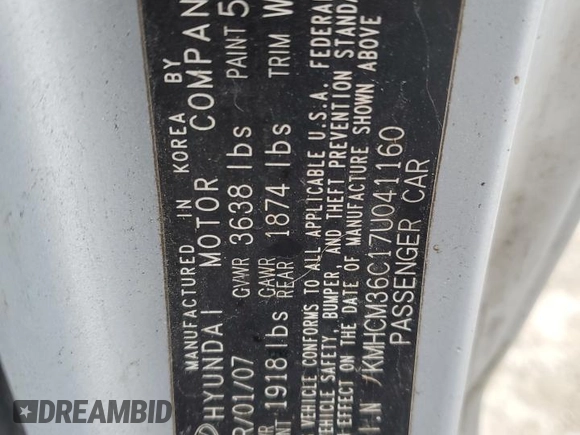 MANUFACTURED IN KOREA BY
HYUNDAI MOTOR COMPAN
R/01/07 GVWR 3638 lbs PAINT 5
NT 1918 lbs GAWR REAR 1874 lbs TRIM W
VEHICLE CONFORMS TO ALL APPLICABLE U.S.A. FEDERA
VEHICLE SAFETY, BUMPER, AND THEFT PREVENTION STANDA
EFFECT ON THE DATE OF MANUFACTURE SHOWN ABOVE
KMHCM36C17U041160
PASSENGER CAR
AutoBidMaster